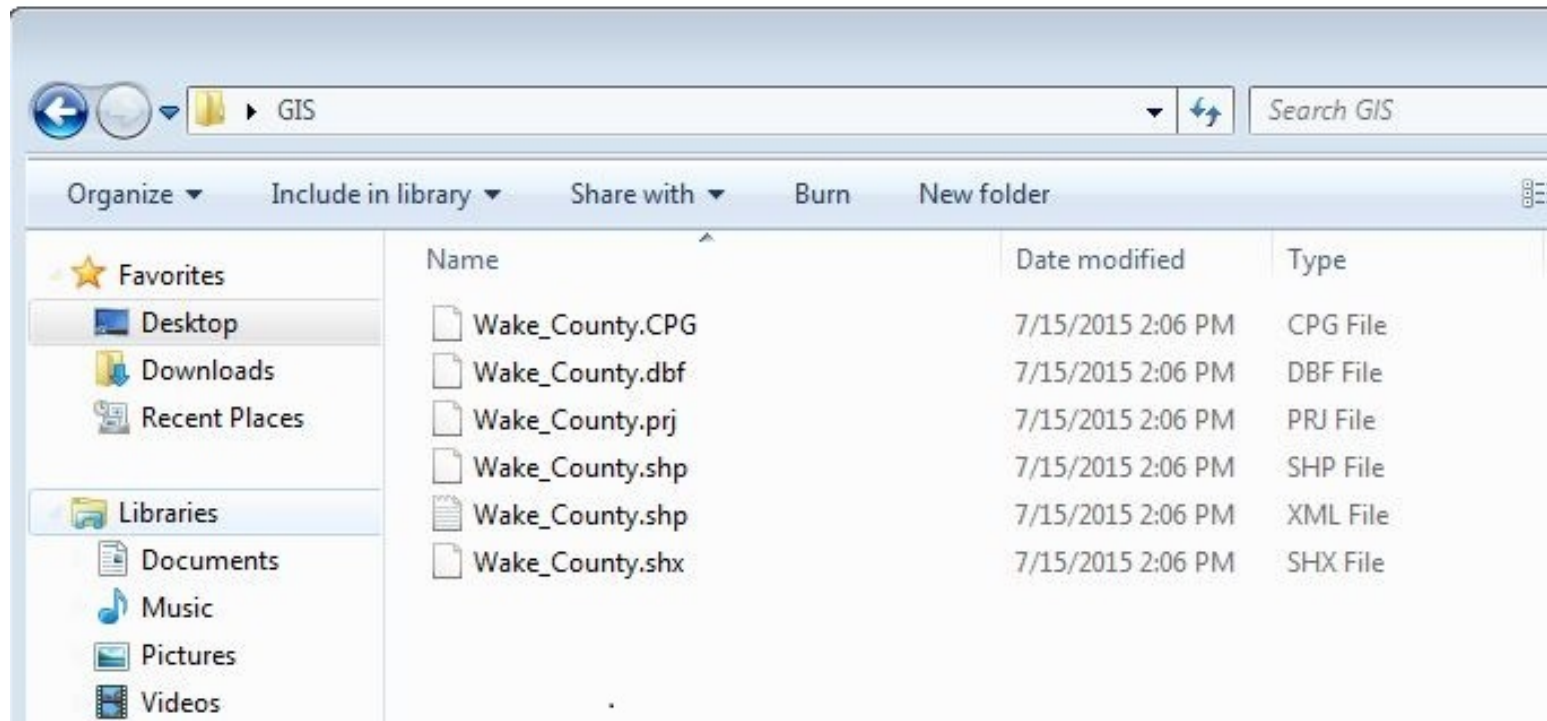 GIS
Search GIS
Organize Include in library Share with Burn New folder
Favorites
Desktop
Downloads
Recent Places
Libraries
Documents
Music
Pictures
Videos
Name Date modified Type
Wake_County.CPG 7/15/2015 2:06 PM CPG File
Wake_County.dbf 7/15/2015 2:06 PM DBF File
Wake_County.prj 7/15/2015 2:06 PM PRJ File
Wake_County.shp 7/15/2015 2:06 PM SHP File
Wake_County.shp 7/15/2015 2:06 PM XML File
Wake_County.shx 7/15/2015 2:06 PM SHX File